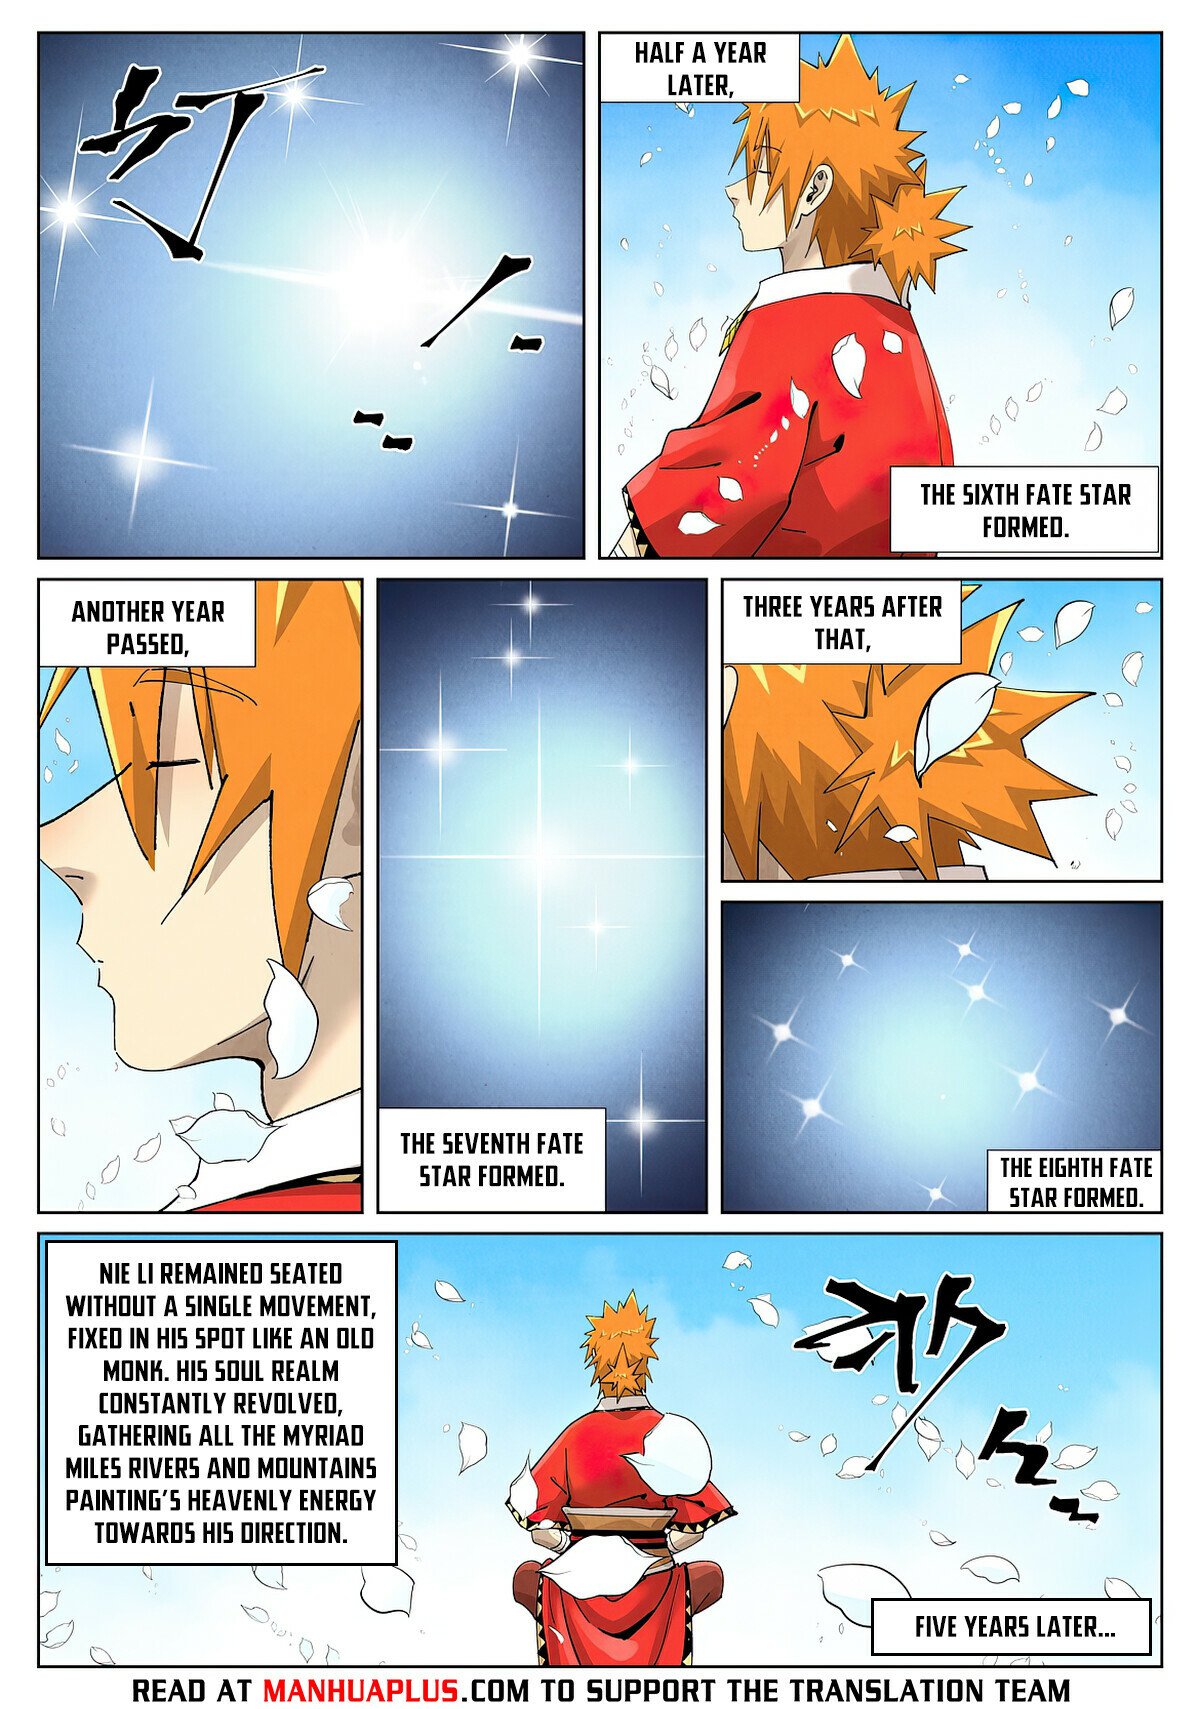 HALF A YEAR
LATER,
THE SIXTH FATE STAR
FORMED.
ANOTHER YEAR
PASSED,
THE SEVENTH FATE
STAR FORMED.
THREE YEARS AFTER
THAT,
THE EIGHTH FATE
STAR FORMED.
NIE LI REMAINED SEATED
WITHOUT A SINGLE MOVEMENT,
FIXED IN HIS SPOT LIKE AN OLD
MONK. HIS SOUL REALM
CONSTANTLY REVOLVED,
GATHERING ALL THE MYRIAD
MILES RIVERS AND MOUNTAINS
PAINTING'S HEAVENLY ENERGY
TOWARDS HIS DIRECTION.
FIVE YEARS LATER...
READ AT MANHUAPLUS.COM TO SUPPORT THE TRANSLATION TEAM